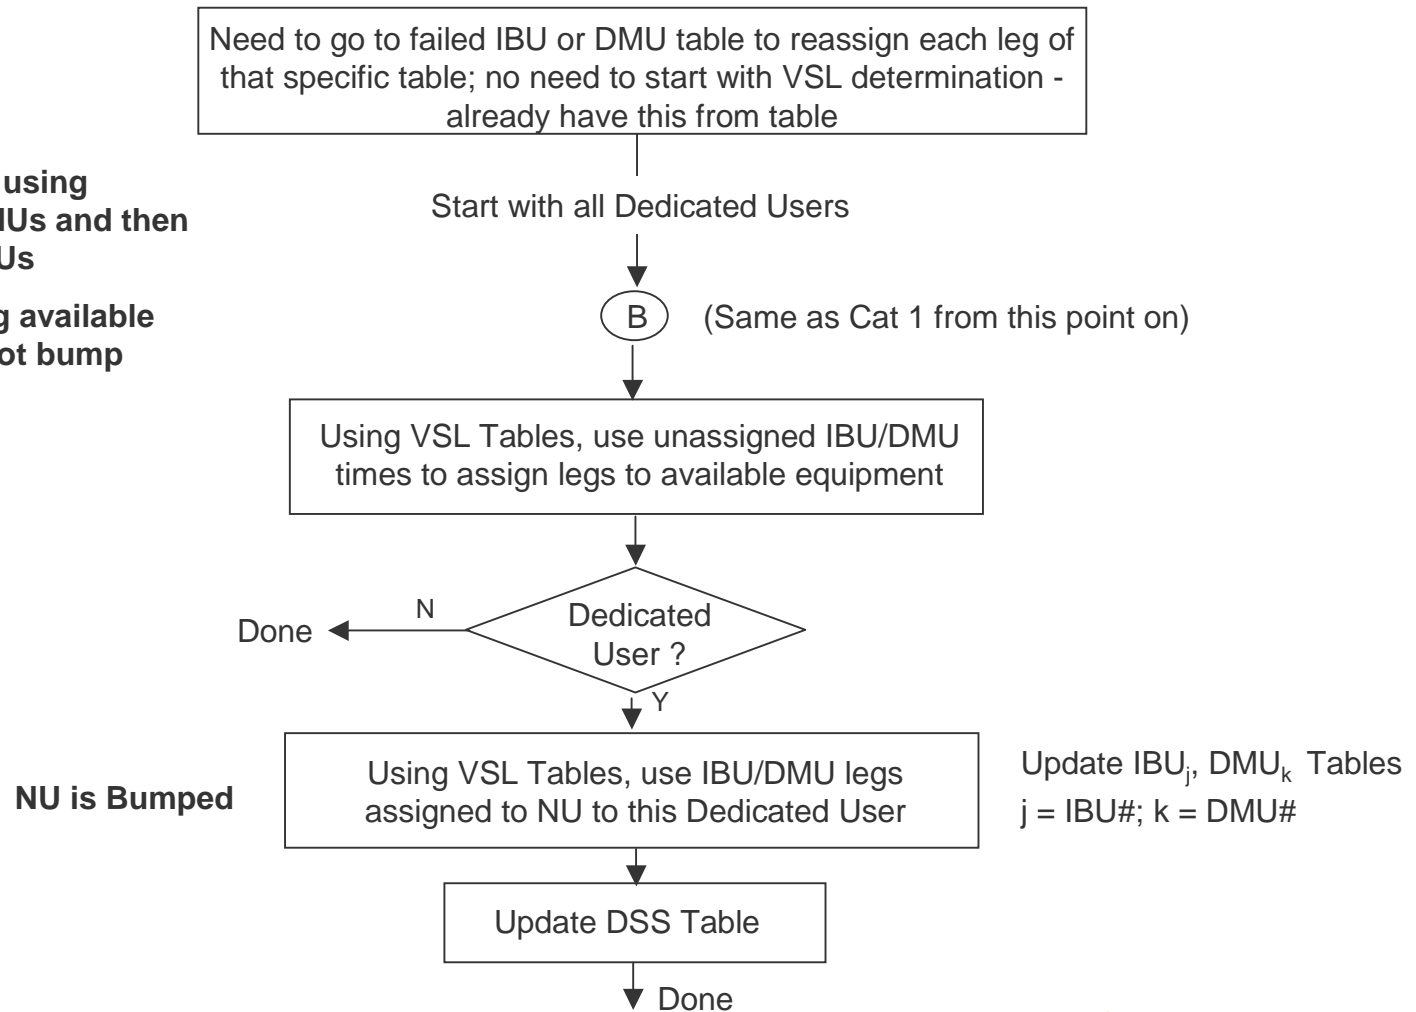 Need to go to failed IBU or DMU table to reassign each leg of
that specific table; no need to start with VSL determination -
already have this from table
using
and then
Start with all Dedicated Users
available
bump
B
(Same as Cat 1 from this point on)
Using VSL Tables, use unassigned IBU/DMU
times to assign legs to available equipment
Dedicated
User ?
N
Done
Y
NU is Bumped
Using VSL Tables, use IBU/DMU legs
assigned to NU to this Dedicated User
Update IBUj, DMUk Tables
j = IBU#; k = DMU#
Update DSS Table
Done